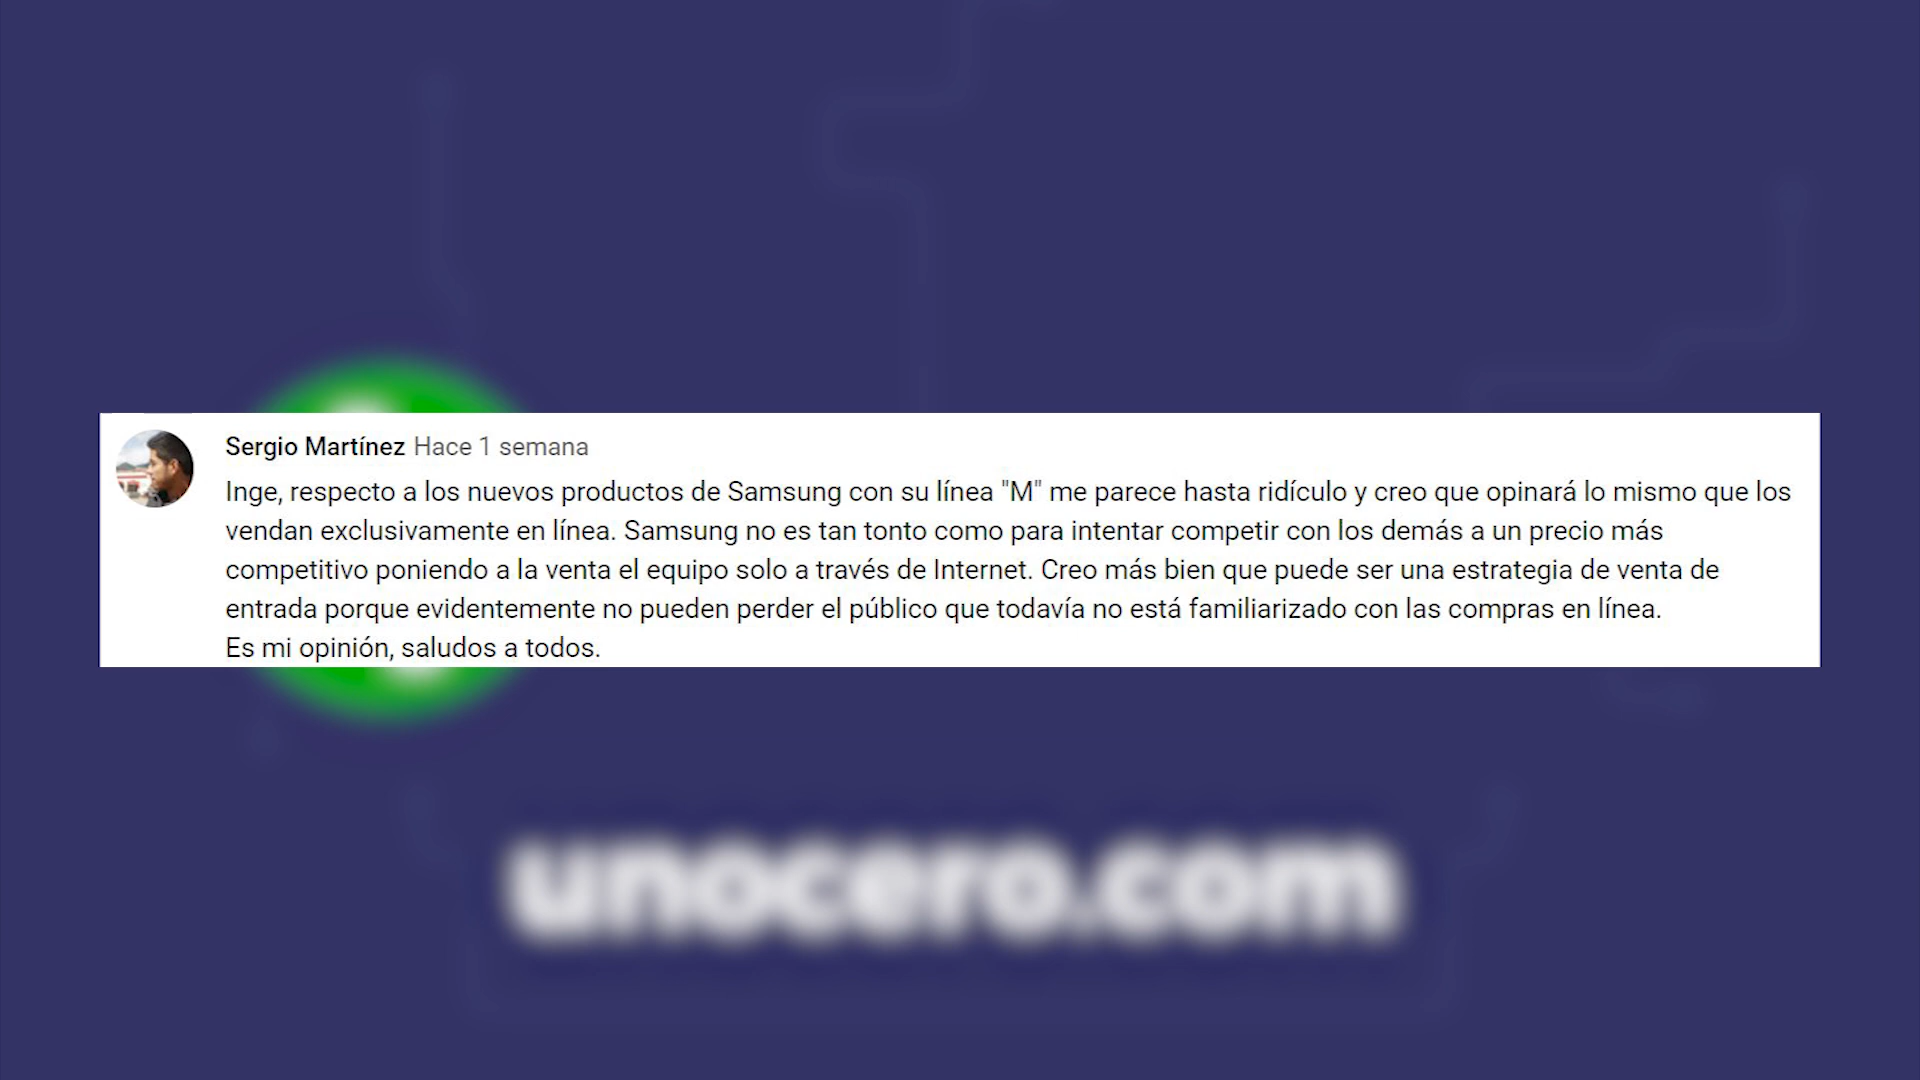 Sergio Martínez Hace 1 semana
Inge, respecto a los nuevos productos de Samsung con su línea "M" me parece hasta ridículo y creo que opinará lo mismo que los
vendan exclusivamente en línea. Samsung no es tan tonto como para intentar competir con los demás a un precio más
competitivo poniendo a la venta el equipo solo a través de Internet. Creo más bien que puede ser una estrategia de venta de
entrada porque evidentemente no pueden perder el público que todavía no está familiarizado con las compras en línea.
Es mi opinión, saludos a todos.
unocero.com